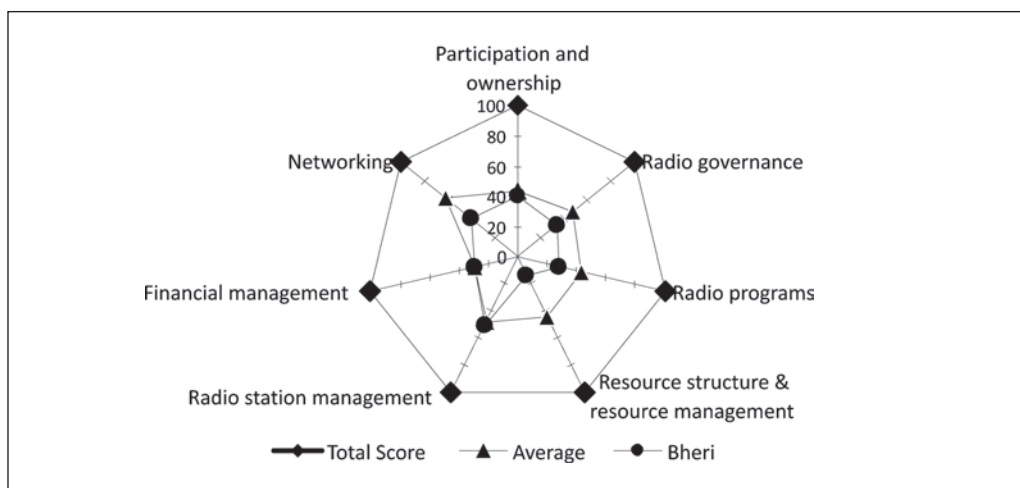 Participation and
ownership
100
80
60
40
20
0
Networking
Radio governance
Financial management
Radio programs
Radio station management
Resource structure &
resource management
Total Score
Average
Bheri